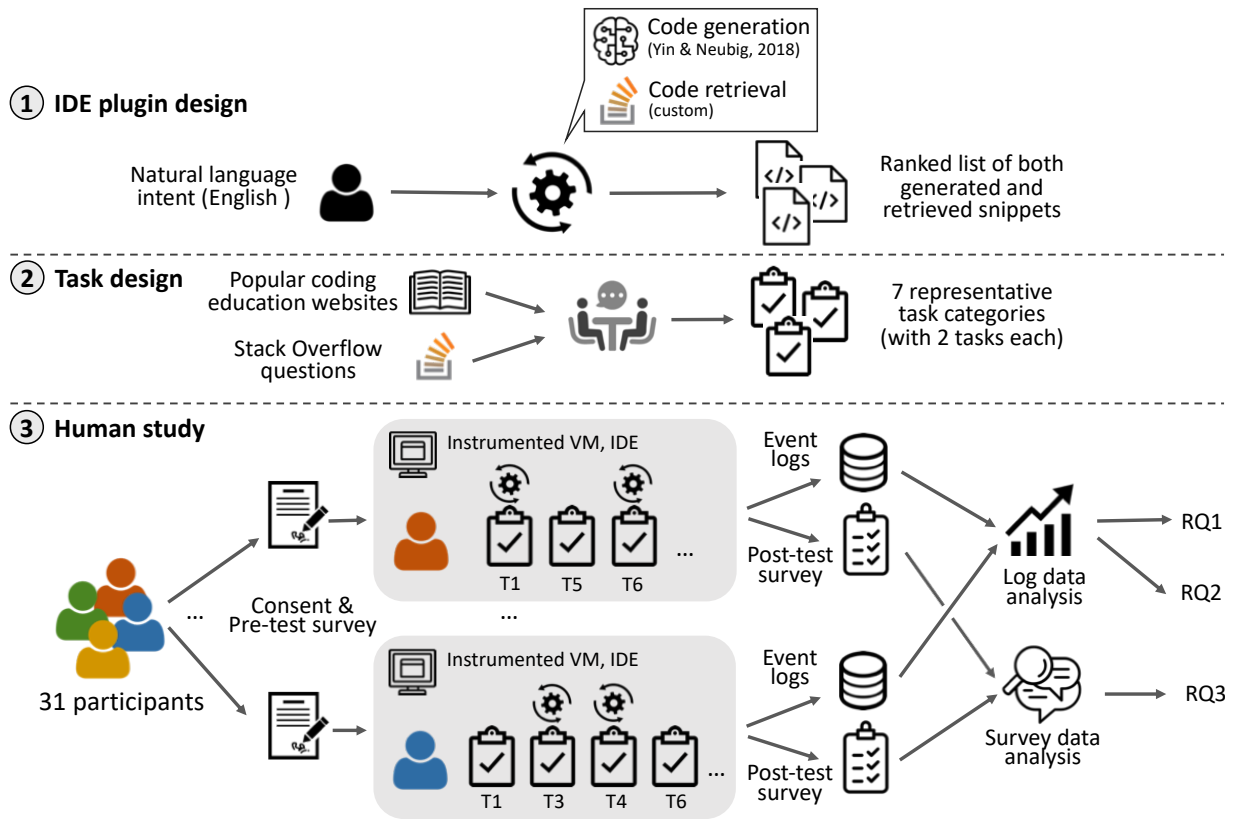 Code generation
(Yin & Neubig, 2018)
Code retrieval
(custom)
1 IDE plugin design
Natural language
intent (English )
</>
</>
</>
Ranked list of both
generated and
retrieved snippets
2 Task design
Popular coding
education websites
Stack Overflow
questions
7 representative
task categories
(with 2 tasks each)
3 Human study
31 participants
...
Consent &
Pre-test survey
Instrumented VM, IDE
T1 T5 T6 ...
...
Instrumented VM, IDE
T1 T3 T4 T6 ...
Event
logs
Post-test
survey
Event
logs
Post-test
survey
Log data
analysis
Survey data
analysis
RQ1
RQ2
RQ3